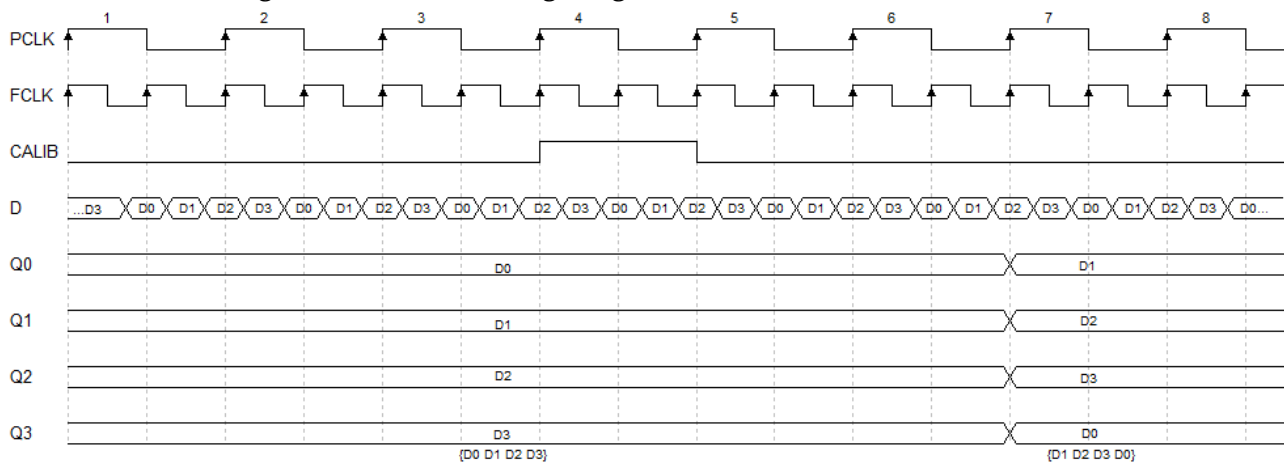 1 2 3 4 5 6 7 8
PCLK
FCLK
CALIB
D ...D3 D0 D1 D2 D3 D0 D1 D2 D3 D0 D1 D2 D3 D0 D1 D2 D3 D0 D1 D2 D3 D0 D1 D2 D3 D0 D1 D2 D3 D0...
Q0 D0 D1
Q1 D1 D2
Q2 D2 D3
Q3 D3 D0
{D0 D1 D2 D3} {D1 D2 D3 D0}